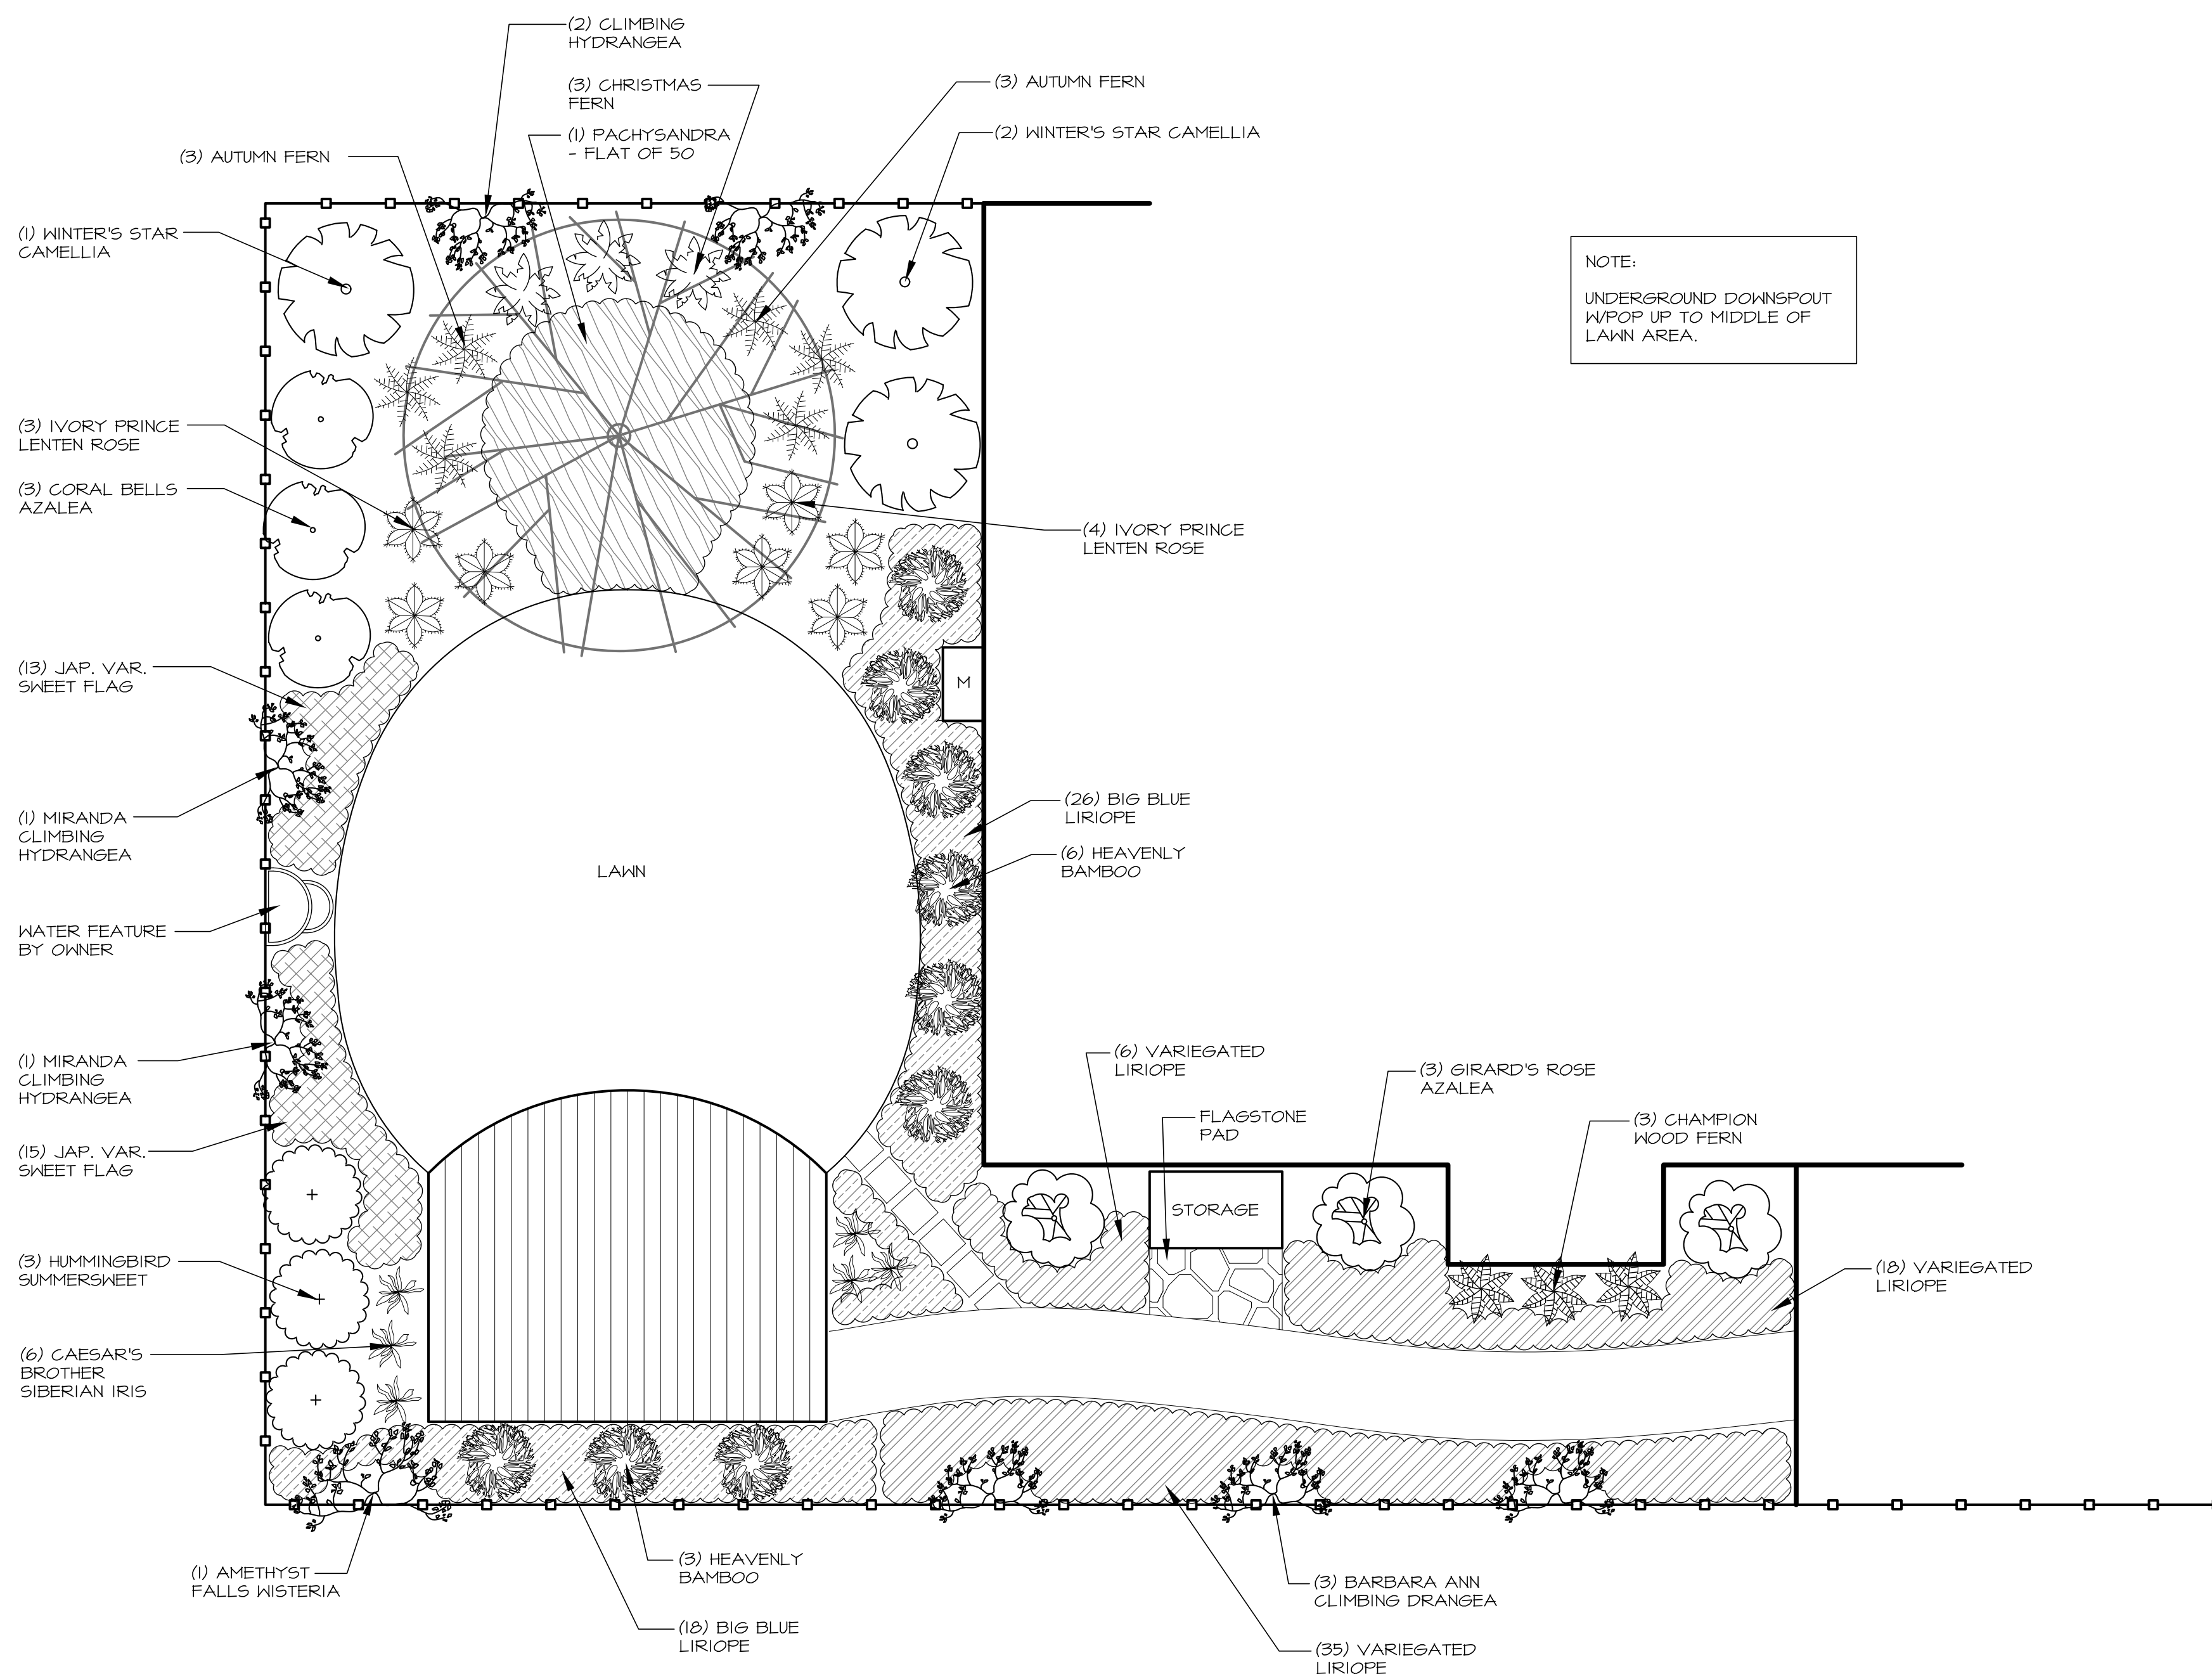 (2) CLIMBING
HYDRANGEA
(3) CHRISTMAS
FERN
(3) AUTUMN FERN
(1) PACHYSANDRA
- FLAT OF 50
(2) WINTER'S STAR CAMELLIA
(3) AUTUMN FERN
(1) WINTER'S STAR
CAMELLIA
NOTE:
UNDERGROUND DOWNSPOUT
W/POP UP TO MIDDLE OF
LAWN AREA.
(3) IVORY PRINCE
LENTEN ROSE
(3) CORAL BELLS
AZALEA
(4) IVORY PRINCE
LENTEN ROSE
(13) JAP. VAR.
SWEET FLAG
M
(1) MIRANDA
CLIMBING
HYDRANGEA
(26) BIG BLUE
LIRIOPE
(6) HEAVENLY
BAMBOO
LAWN
WATER FEATURE
BY OWNER
(1) MIRANDA
CLIMBING
HYDRANGEA
(6) VARIEGATED
LIRIOPE
(3) GIRARD'S ROSE
AZALEA
FLAGSTONE
PAD
(3) CHAMPION
WOOD FERN
(15) JAP. VAR.
SWEET FLAG
STORAGE
(3) HUMMINGBIRD
SUMMERSWEET
(18) VARIEGATED
LIRIOPE
(6) CAESAR'S
BROTHER
SIBERIAN IRIS
(1) AMETHYST
FALLS WISTERIA
(3) HEAVENLY
BAMBOO
(3) BARBARA ANN
CLIMBING DRANGEA
(18) BIG BLUE
LIRIOPE
(35) VARIEGATED
LIRIOPE